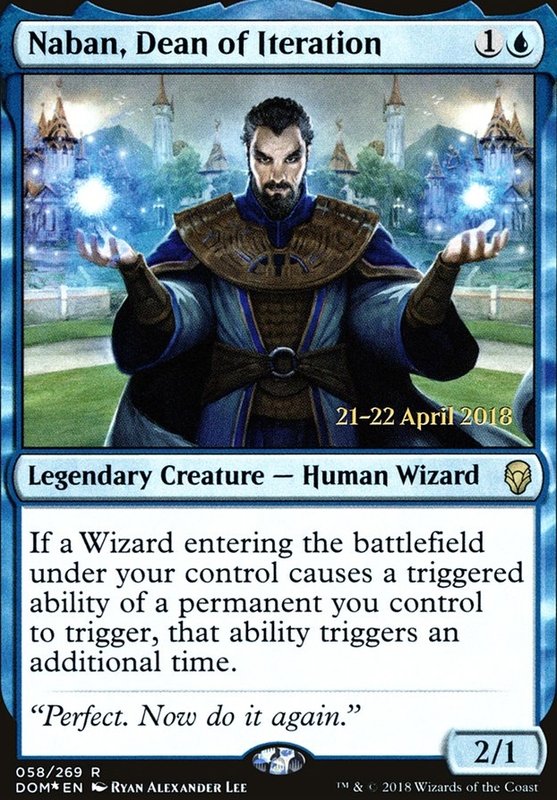 Naban, Dean of Iteration 1
21–22 April 2018
Legendary Creature — Human Wizard
If a Wizard entering the battlefield
under your control causes a triggered
ability of a permanent you control
to trigger, that ability triggers an
additional time.
“Perfect. Now do it again.”
2/1
058/269 R
DOM★EN Ryan Alexander Lee
™ & © 2018 Wizards of the Coast